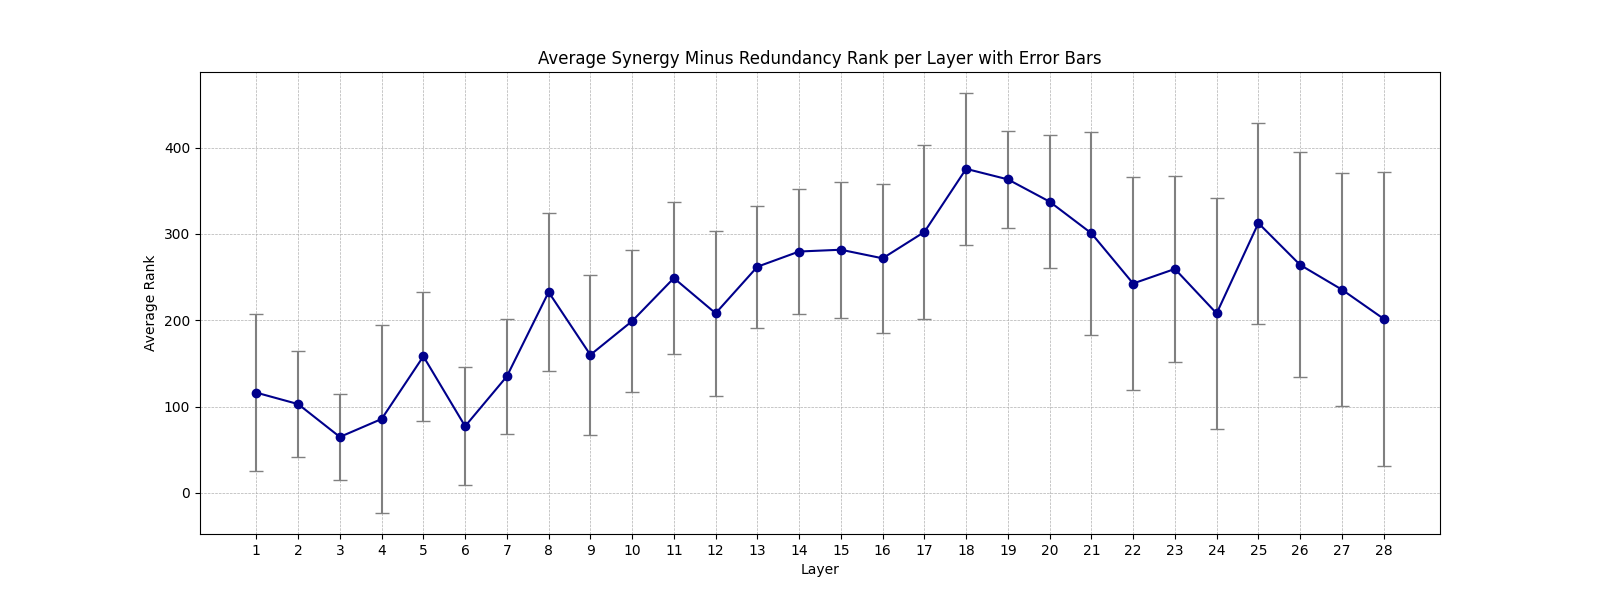 Average Synergy Minus Redundancy Rank per Layer with Error Bars
400
300
200
100
0
Average Rank
1 2 3 4 5 6 7 8 9 10 11 12 13 14 15 16 17 18 19 20 21 22 23 24 25 26 27 28
Layer